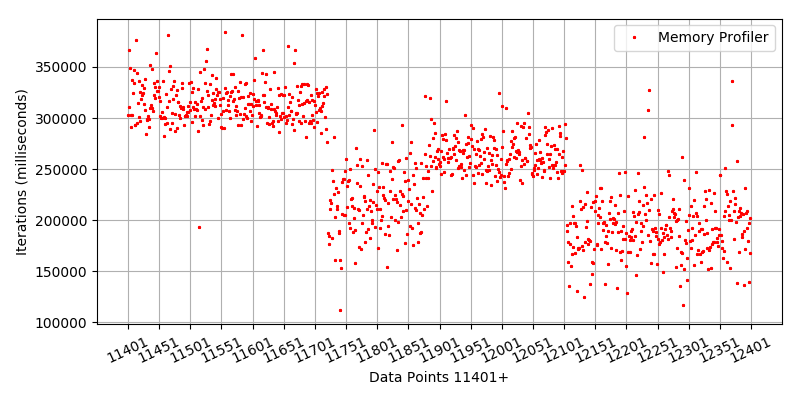 Memory Profiler
Iterations (milliseconds)
350000
300000
250000
200000
150000
100000
11401 11451 11501 11551 11601 11651 11701 11751 11801 11851 11901 11951 12001 12051 12101 12151 12201 12251 12301 12351 12401
Data Points 11401+